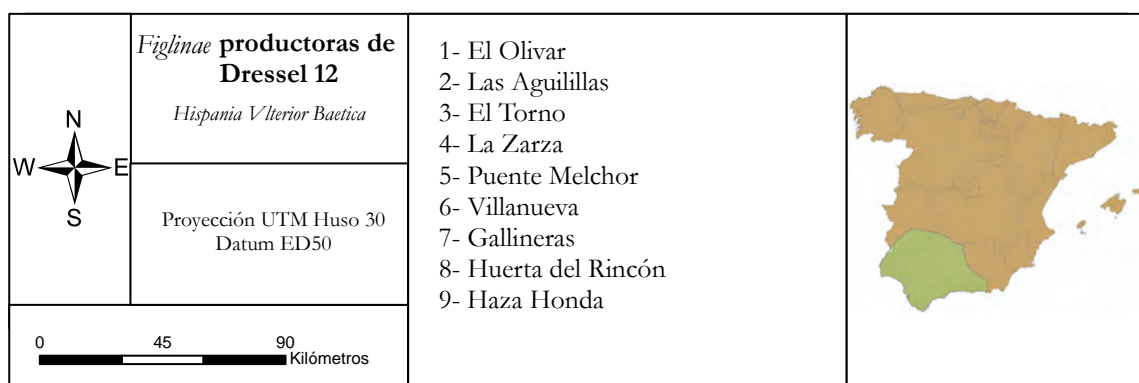 Figlinae productoras de
Dressel 12
Hispania Vlterior Baetica
N
W E
S
Proyección UTM Huso 30
Datum ED50
0 45 90
Kilómetros
1- El Olivar
2- Las Aguilillas
3- El Torno
4- La Zarza
5- Puente Melchor
6- Villanueva
7- Gallineras
8- Huerta del Rincón
9- Haza Honda